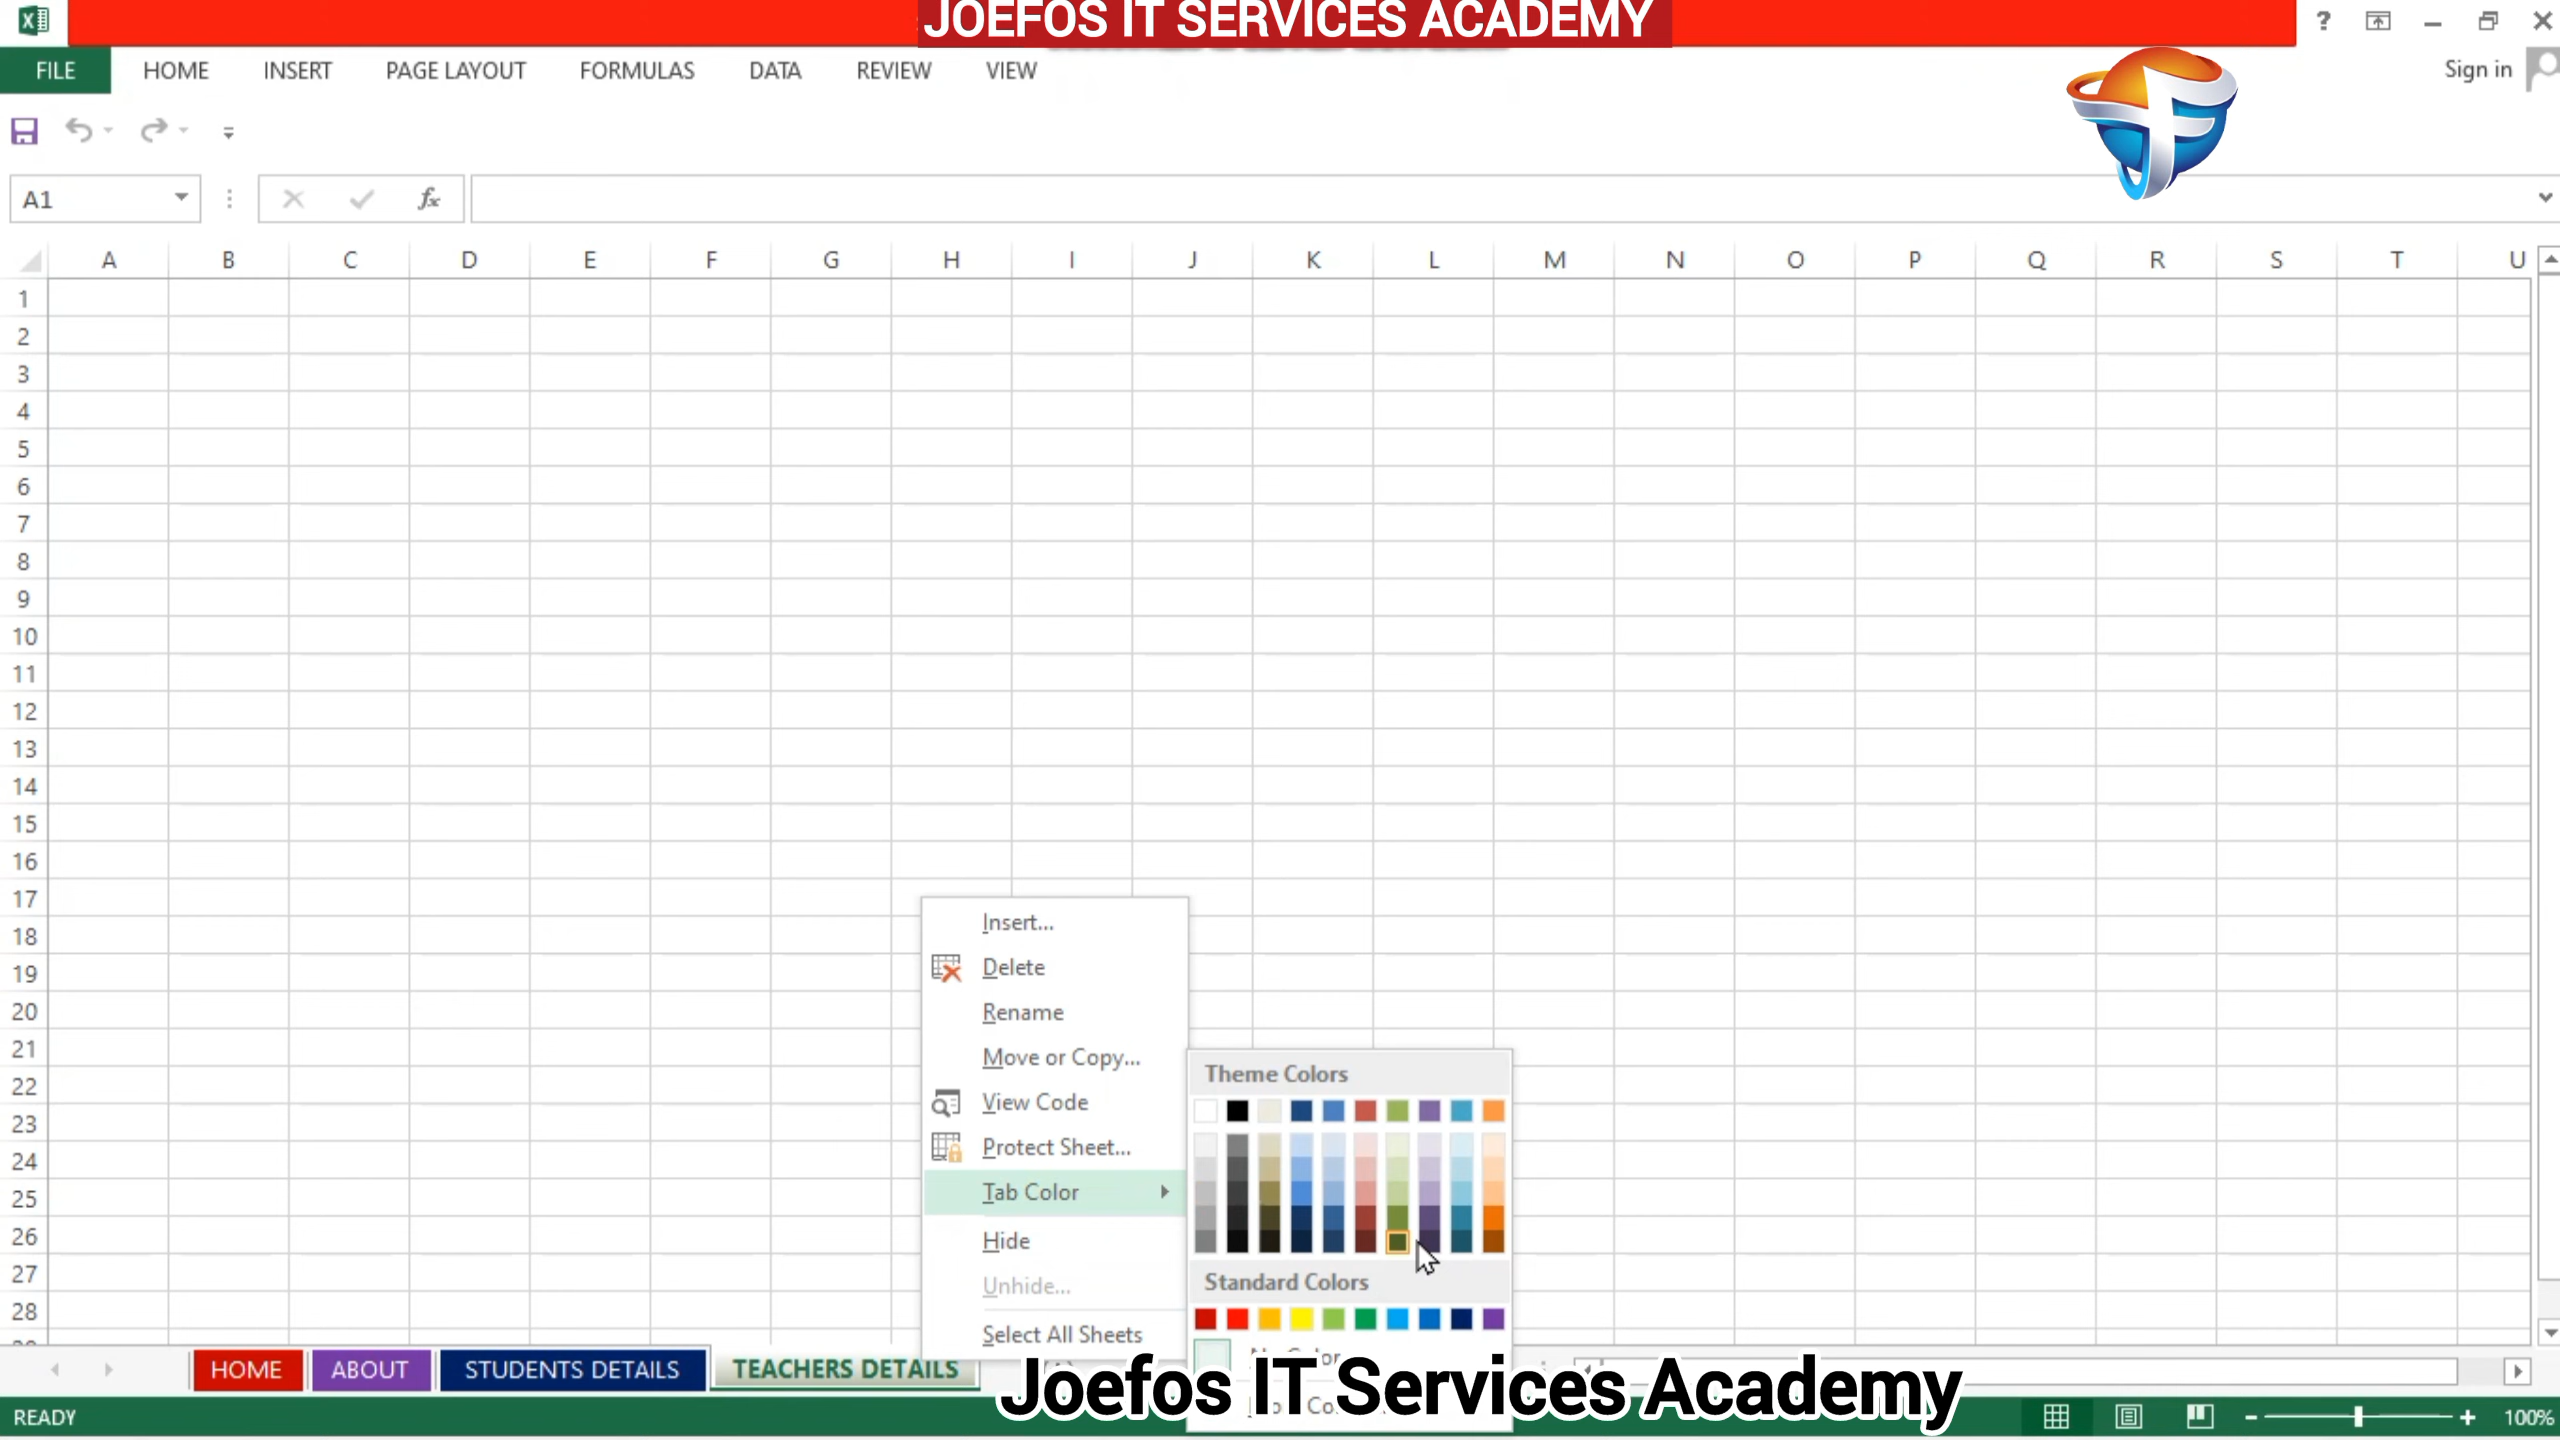 JOEFOS IT SERVICES ACADEMY
FILE HOME INSERT PAGE LAYOUT FORMULAS DATA REVIEW VIEW
Sign in
A1
fx
A B C D E F G H I J K L M N O P Q R S T U
1
2
3
4
5
6
7
8
9
10
11
12
13
14
15
16
17
18
19
20
21
22
23
24
25
26
27
28
Insert...
Delete
Rename
Move or Copy...
View Code
Protect Sheet...
Tab Color
Hide
Unhide...
Select All Sheets
Theme Colors
Standard Colors
HOME ABOUT STUDENTS DETAILS TEACHERS DETAILS
Joefos IT Services Academy
READY
100%